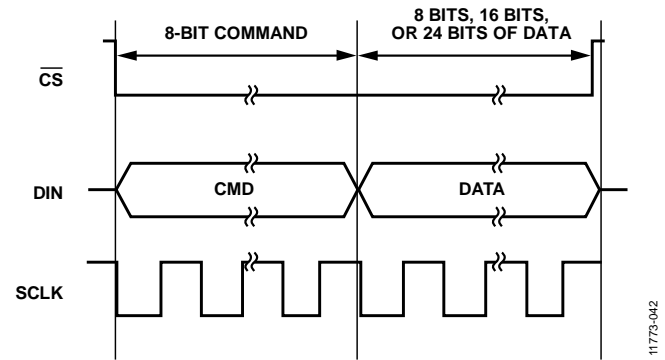 8-BIT COMMAND
8 BITS, 16 BITS,
OR 24 BITS OF DATA
CS
DIN
CMD
DATA
SCLK
11773-042